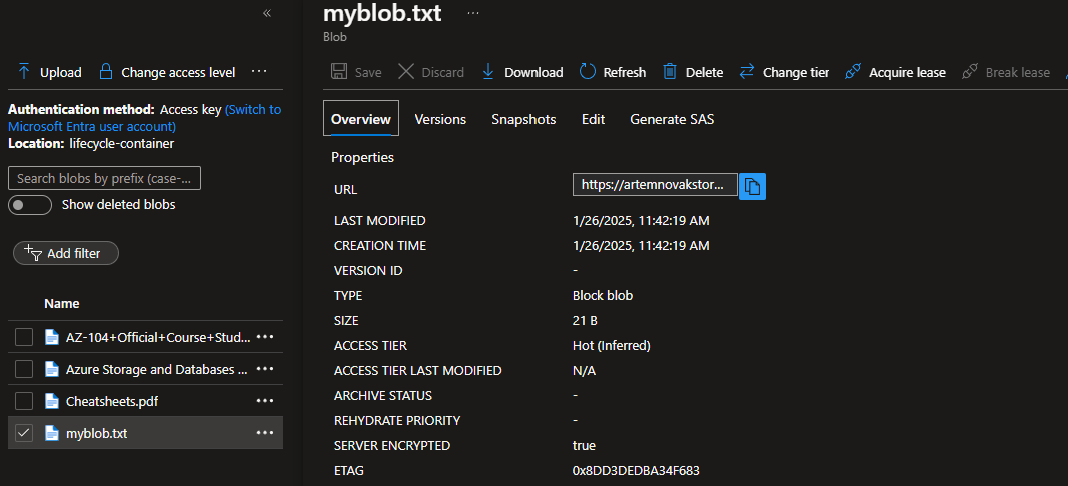 myblob.txt ...
Blob
«
Upload Change access level ...
Save Discard Download Refresh Delete Change tier Acquire lease Break lease
Authentication method: Access key (Switch to
Microsoft Entra user account)
Location: lifecycle-container
Search blobs by prefix (case-...
Show deleted blobs
Add filter
Name
AZ-104+Official+Course+Stud... ...
Azure Storage and Databases ... ...
Cheatsheets.pdf ...
myblob.txt ...
Overview Versions Snapshots Edit Generate SAS
Properties
URL https://artemnovakstor...
LAST MODIFIED 1/26/2025, 11:42:19 AM
CREATION TIME 1/26/2025, 11:42:19 AM
VERSION ID -
TYPE Block blob
SIZE 21 B
ACCESS TIER Hot (Inferred)
ACCESS TIER LAST MODIFIED N/A
ARCHIVE STATUS -
REHYDRATE PRIORITY -
SERVER ENCRYPTED true
ETAG 0x8DD3DEDBA34F683